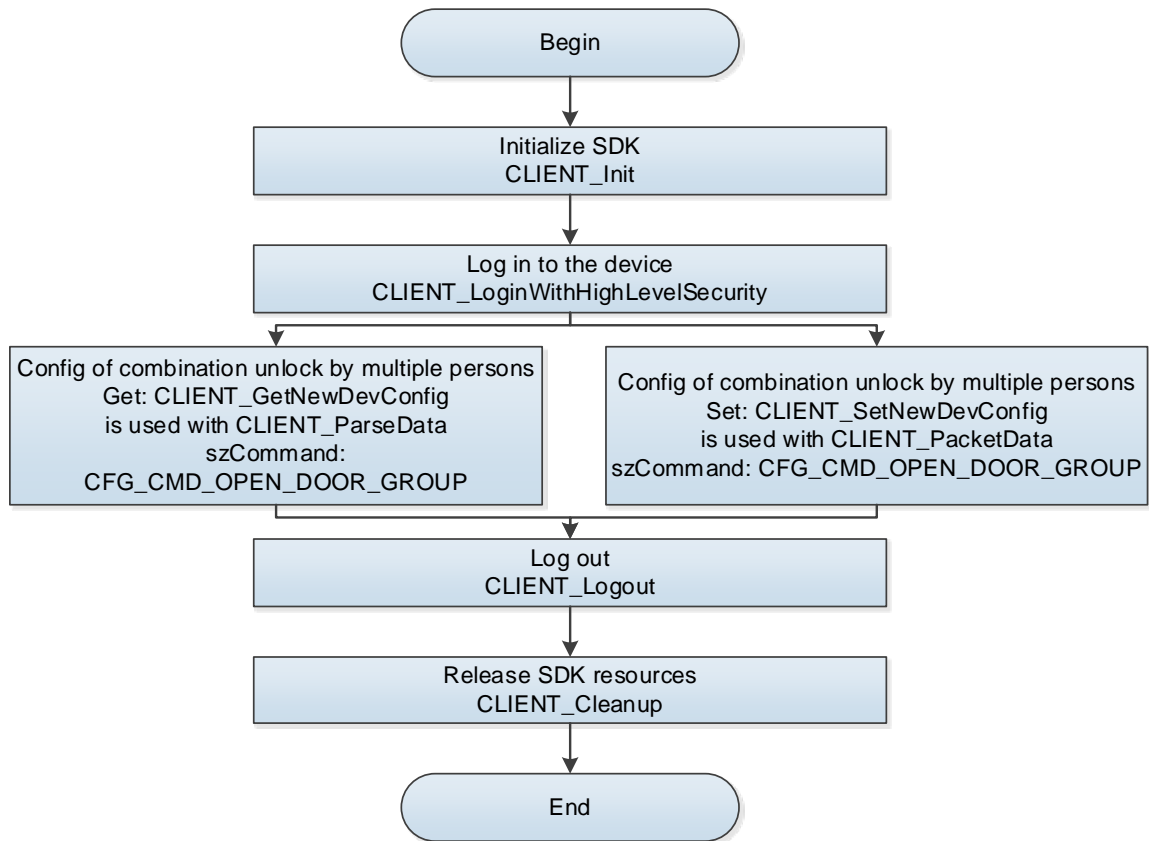 Begin
Initialize SDK
CLIENT_Init
Log in to the device
CLIENT_LoginWithHighLevelSecurity
Config of combination unlock by multiple persons
Get: CLIENT_GetNewDevConfig
is used with CLIENT_ParseData
szCommand:
CFG_CMD_OPEN_DOOR_GROUP
Config of combination unlock by multiple persons
Set: CLIENT_SetNewDevConfig
is used with CLIENT_PacketData
szCommand: CFG_CMD_OPEN_DOOR_GROUP
Log out
CLIENT_Logout
Release SDK resources
CLIENT_Cleanup
End